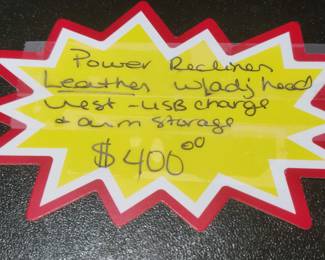 Power Recliner
Leather w/adj head
rest - USB charge
& arm storage
$400.00